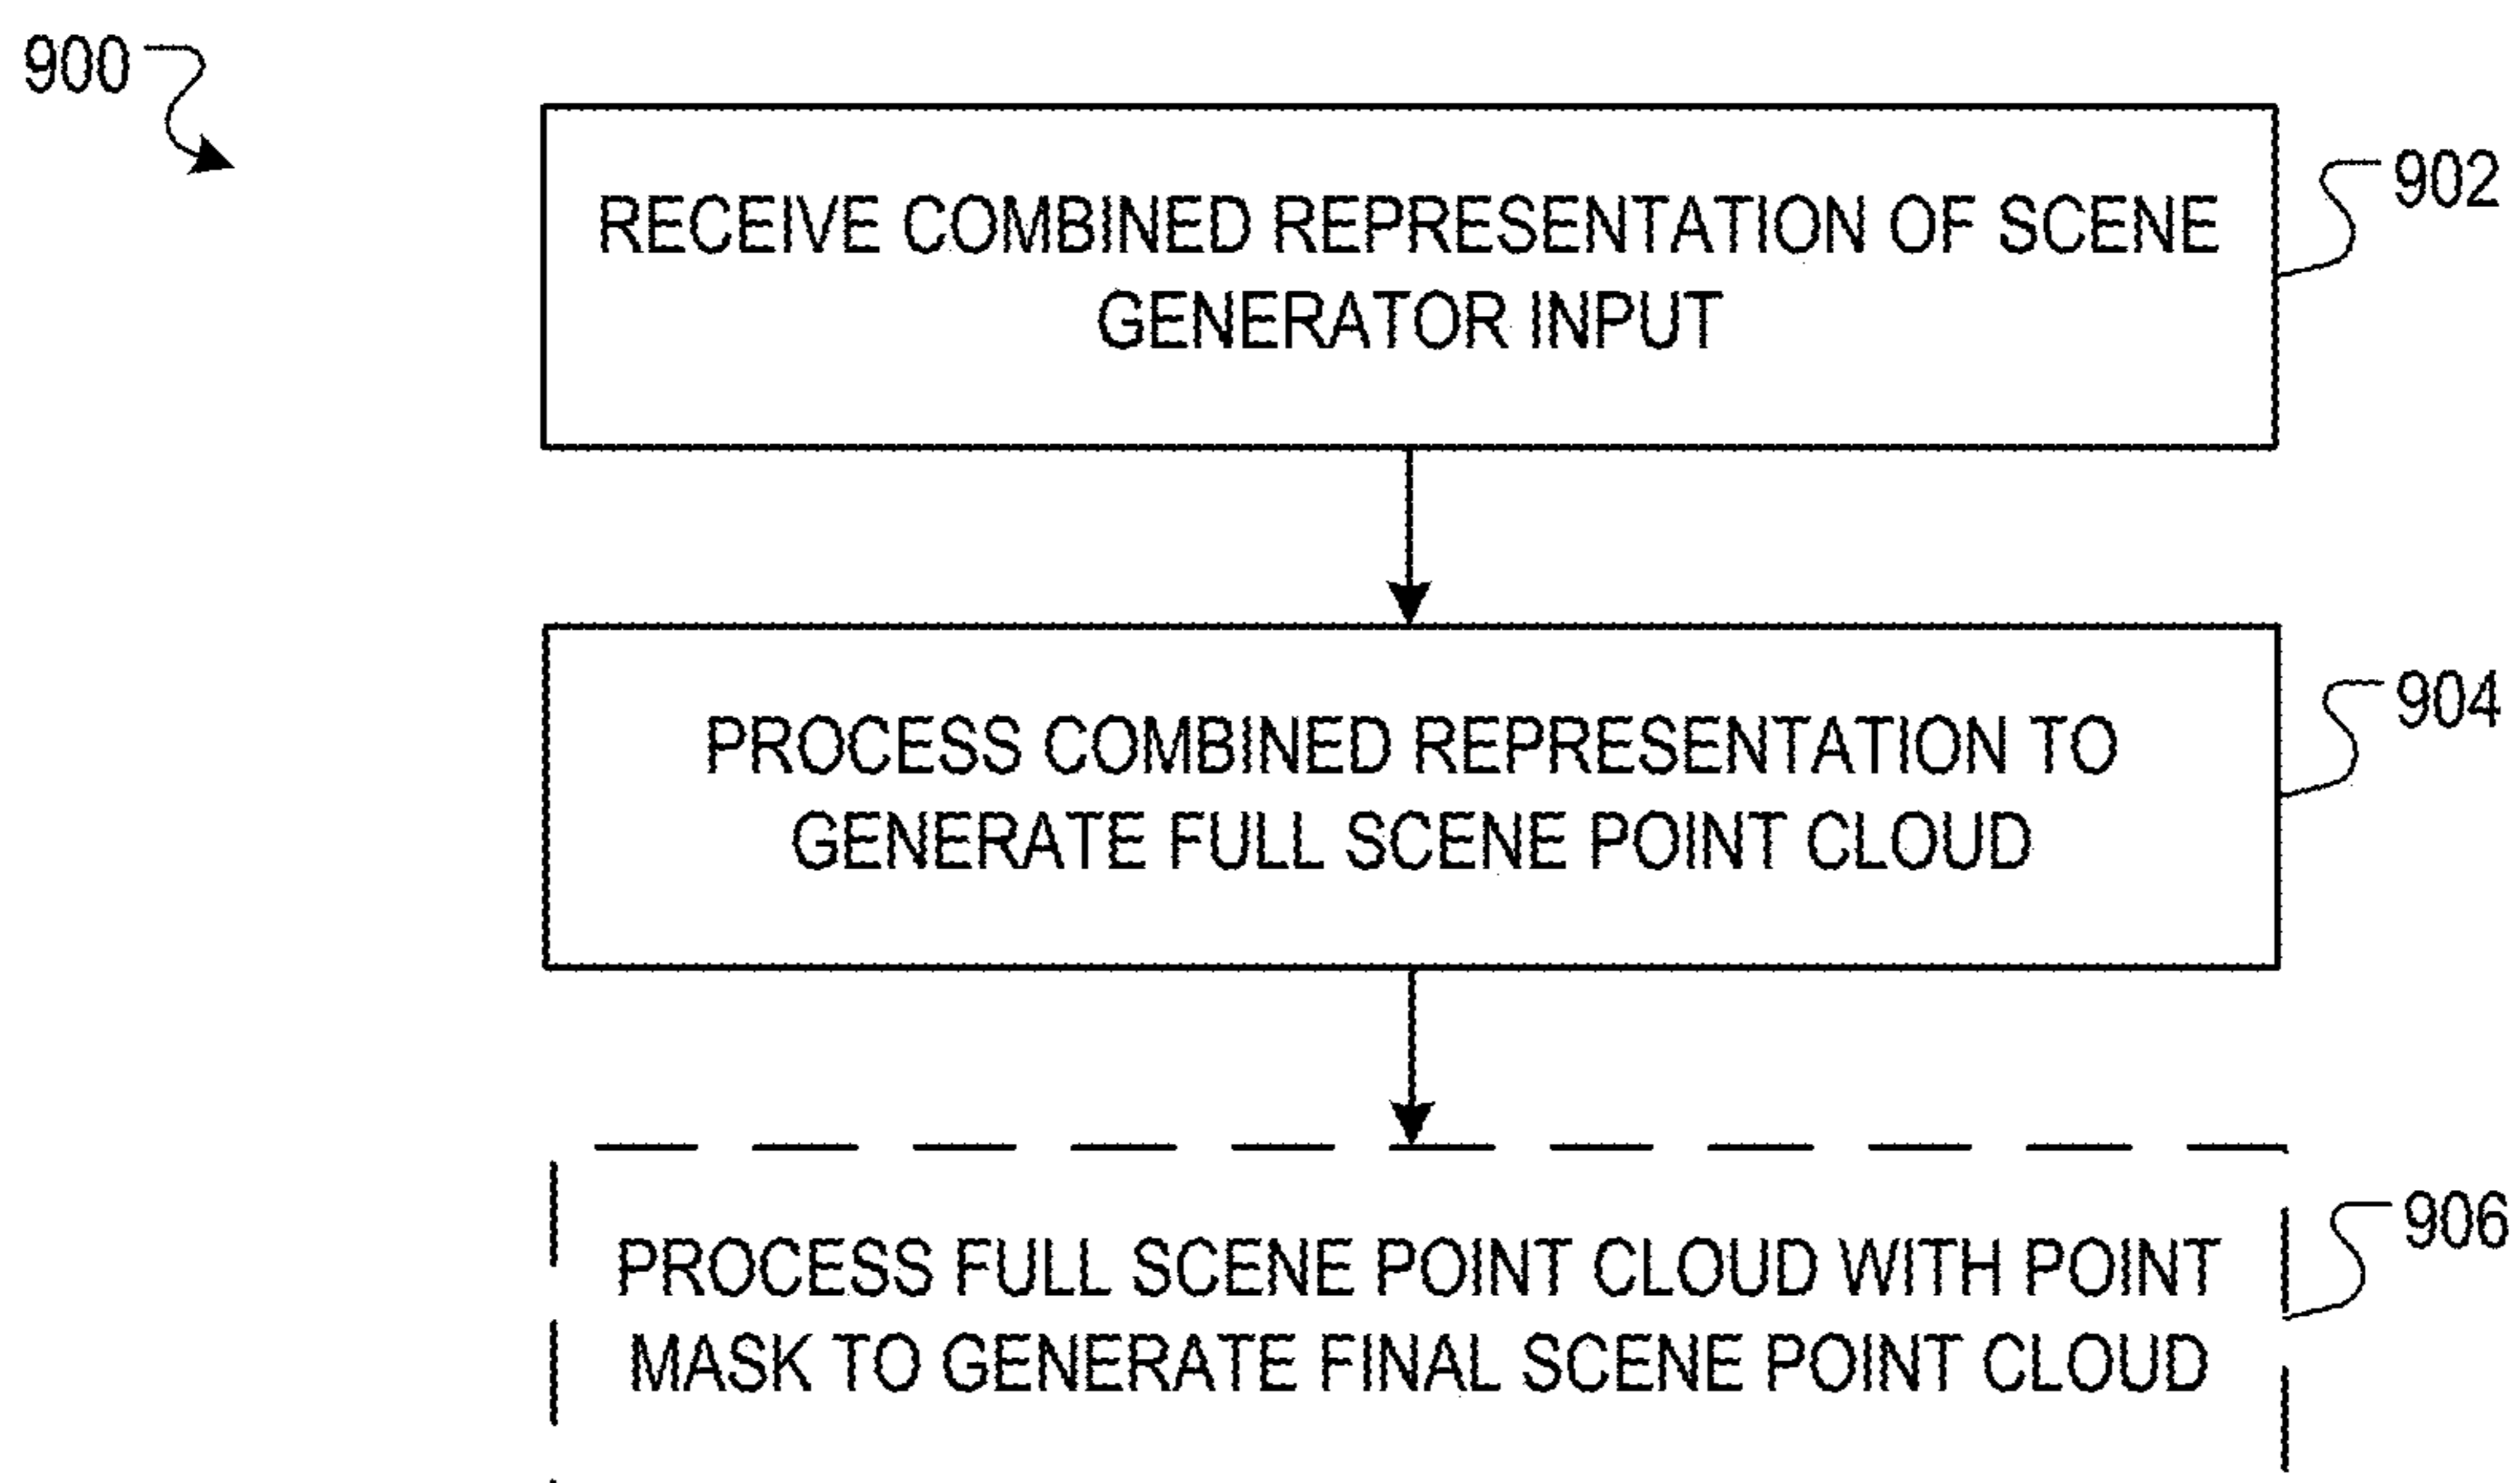 900
RECEIVE COMBINED REPRESENTATION OF SCENE
GENERATOR INPUT
902
PROCESS COMBINED REPRESENTATION TO
GENERATE FULL SCENE POINT CLOUD
904
PROCESS FULL SCENE POINT CLOUD WITH POINT
MASK TO GENERATE FINAL SCENE POINT CLOUD
906